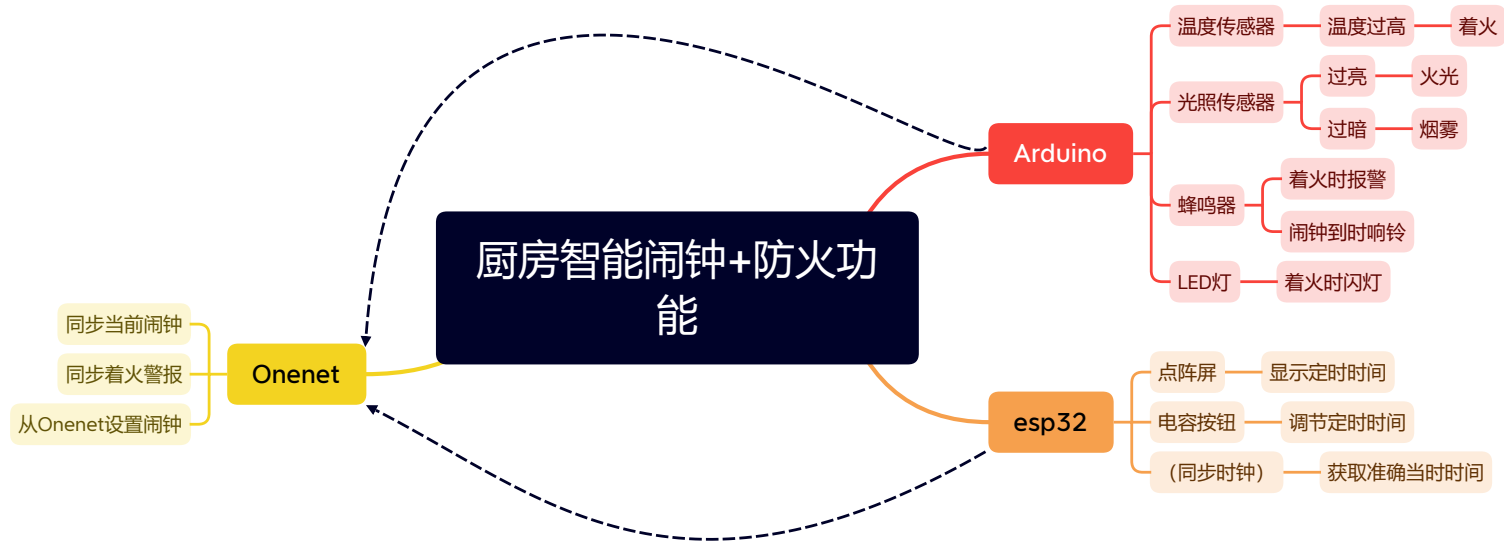 厨房智能闹钟+防火功
能
Arduino
温度传感器
温度过高
着火
光照传感器
过亮
火光
过暗
烟雾
蜂鸣器
着火时报警
闹钟到时响铃
LED灯
着火时闪灯
esp32
点阵屏
显示定时时间
电容按钮
调节定时时间
（同步时钟）
获取准确当时时间
Onenet
同步当前闹钟
同步着火警报
从Onenet设置闹钟